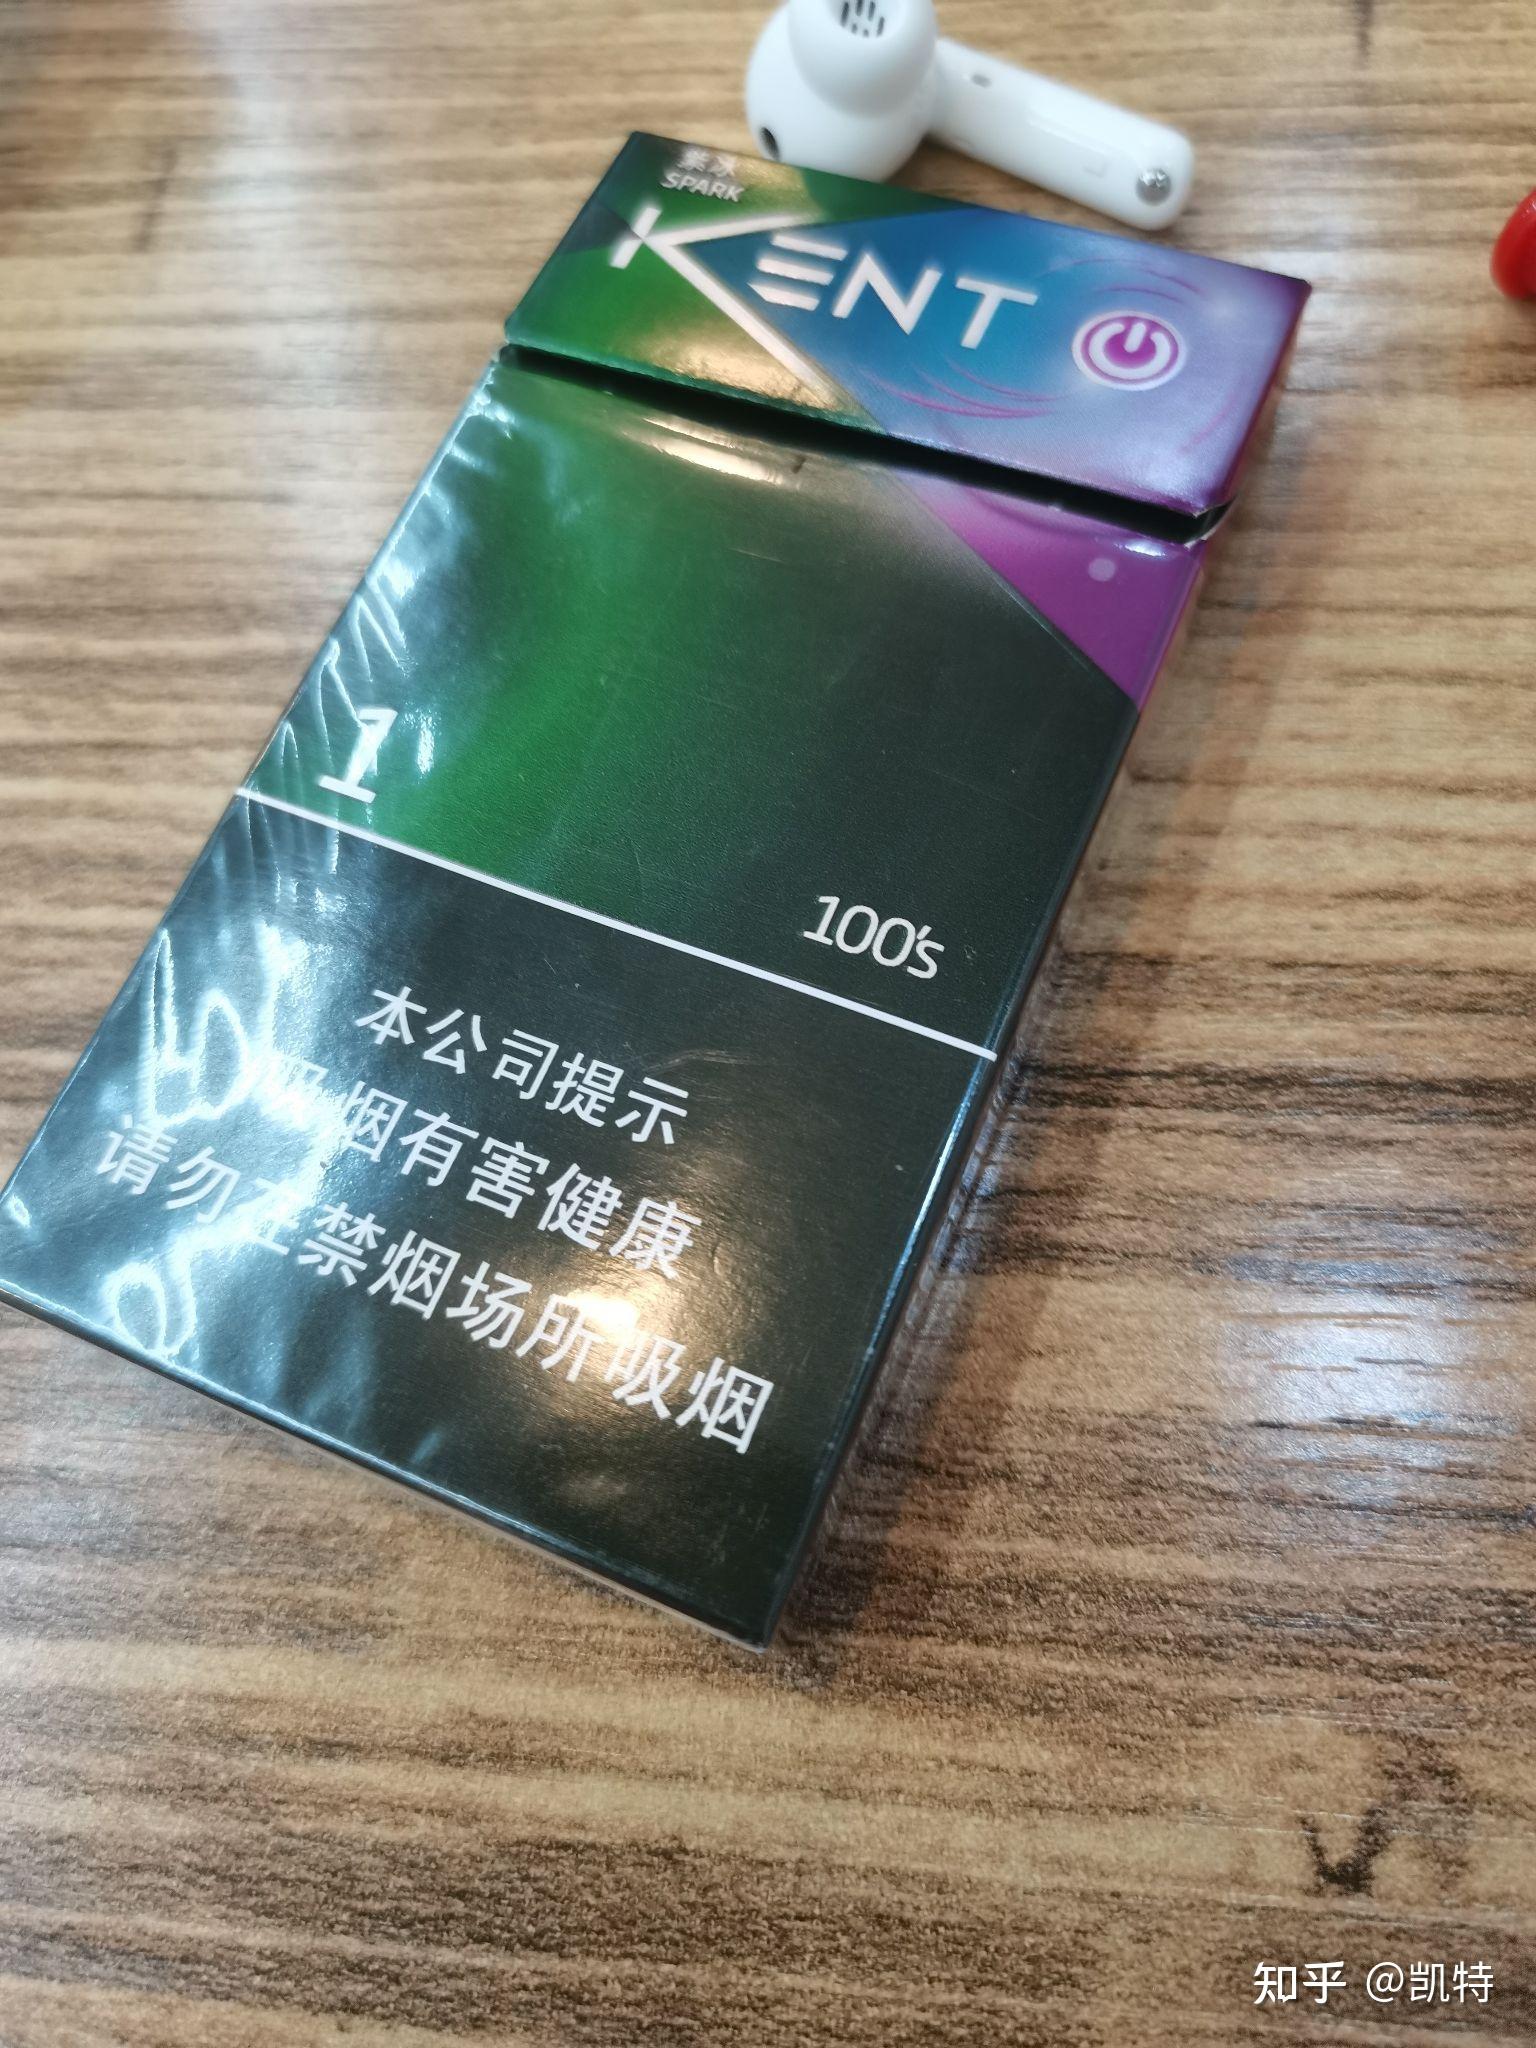 紫冰
SPARK
KENT
1
100's
本公司提示
吸烟有害健康
请勿在禁烟场所吸烟
知乎 @凯特